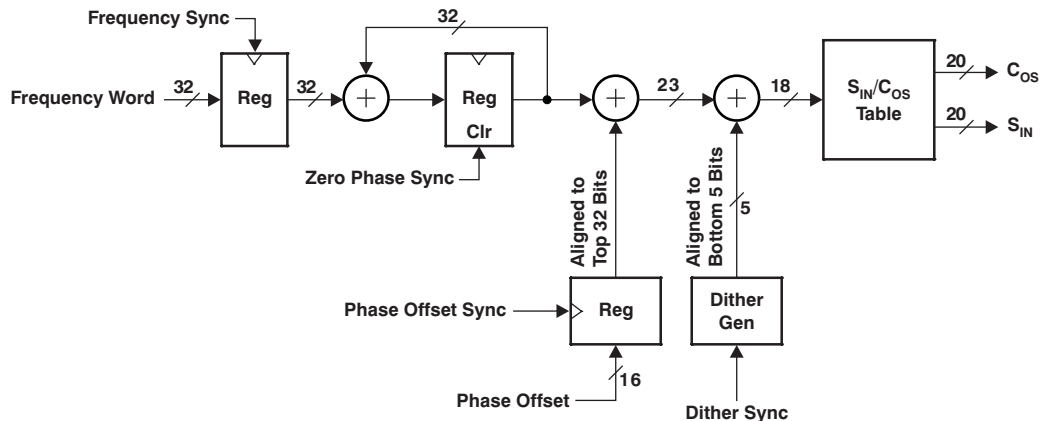 Frequency Sync
32
Frequency Word
32
Reg
32
Reg
Clr
Zero Phase Sync
23
18
SIN/COS
Table
20
COS
20
SIN
Aligned to
Top 32 Bits
Aligned to
Bottom 5 Bits
5
Phase Offset Sync
Reg
Dither
Gen
16
Phase Offset
Dither Sync